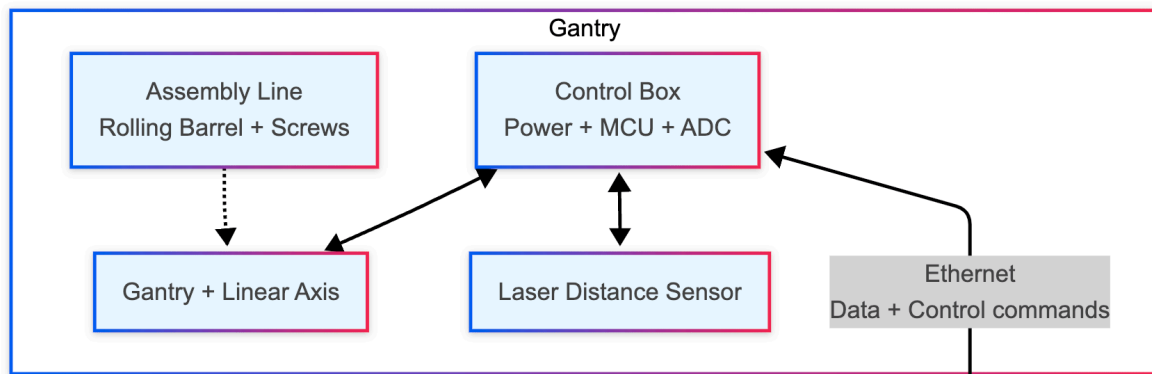 Gantry
Assembly Line
Rolling Barrel + Screws
Control Box
Power + MCU + ADC
Gantry + Linear Axis
Laser Distance Sensor
Ethernet
Data + Control commands